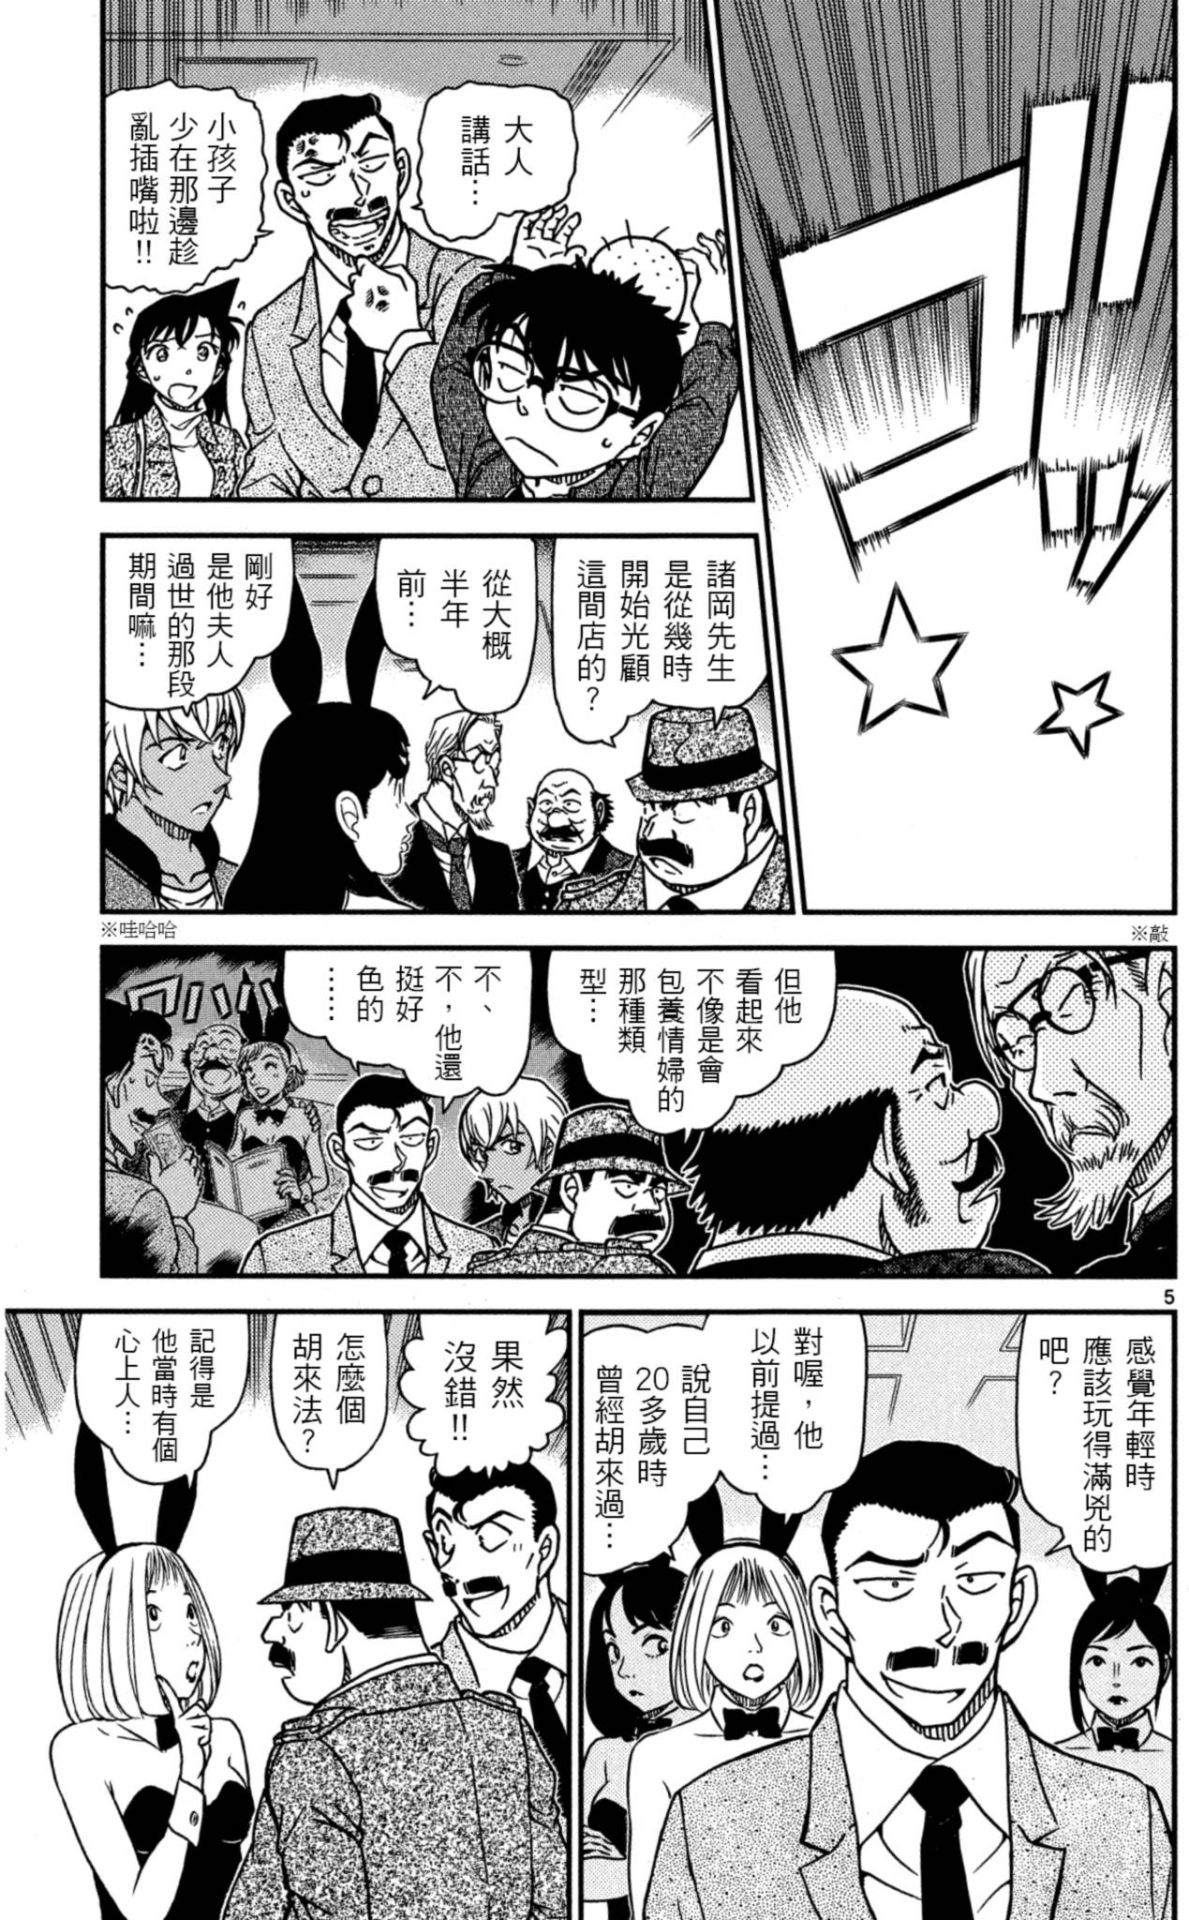 ゴン
※敲
大人
講話…
小孩子
少在那邊趁
亂插嘴啦!!
諸岡先生
是從幾時
開始光顧
這間店的?
從大概
半年
前…
剛好
是他夫人
過世的那段
期間嘛…
但他
看起來
不像是會
包養情婦的
那種類
型…
不、
不,他還
挺好
色的
……
ワハハ
※哇哈哈
5
感覺年輕時
應該玩得滿兇的
吧?
對喔,他
以前提過…
說自己
20多歲時
曾經胡來過…
果然
沒錯!!
怎麼個
胡來法?
記得是
他當時有個
心上人…